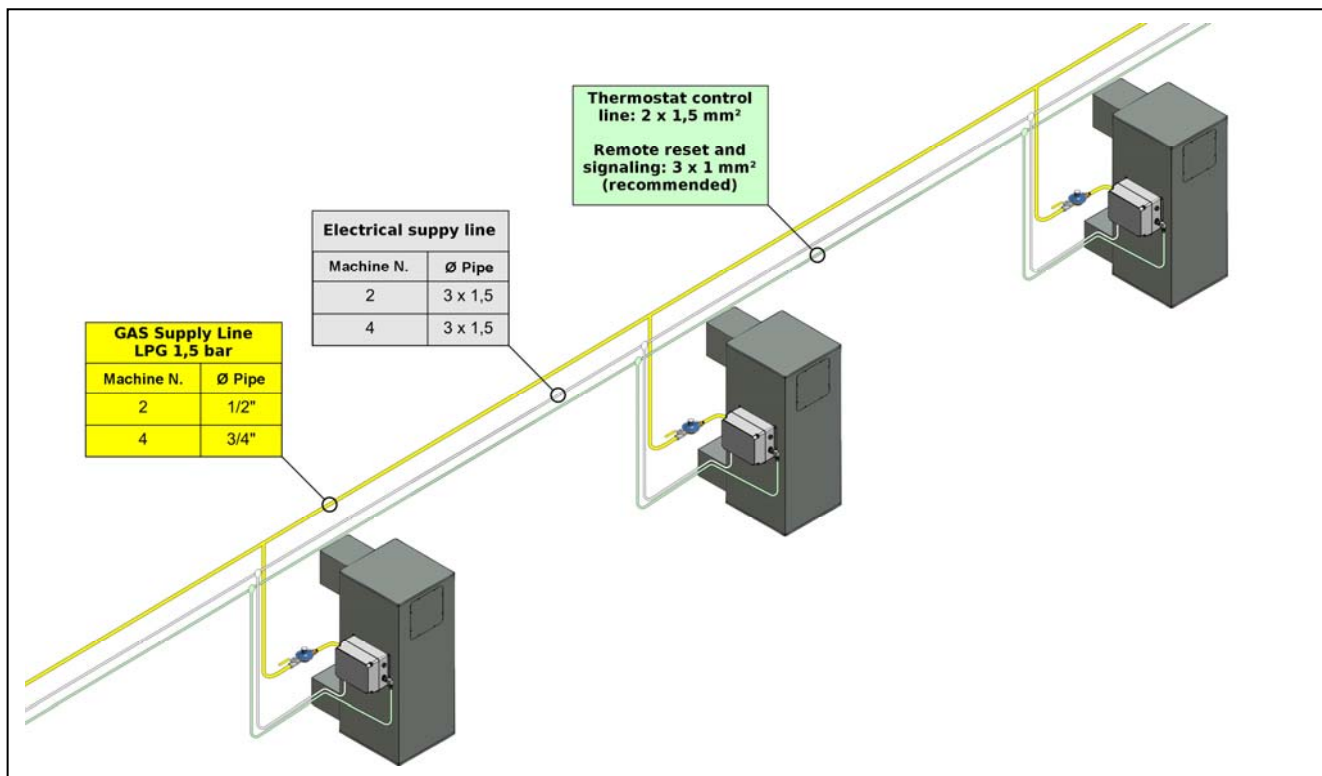 Thermostat control
line: 2 x 1,5 mm²
Remote reset and
signaling: 3 x 1 mm²
(recommended)
Electrical suppy line
Machine N. Ø Pipe
2 3 x 1,5
4 3 x 1,5
GAS Supply Line
LPG 1,5 bar
Machine N. Ø Pipe
2 1/2"
4 3/4"